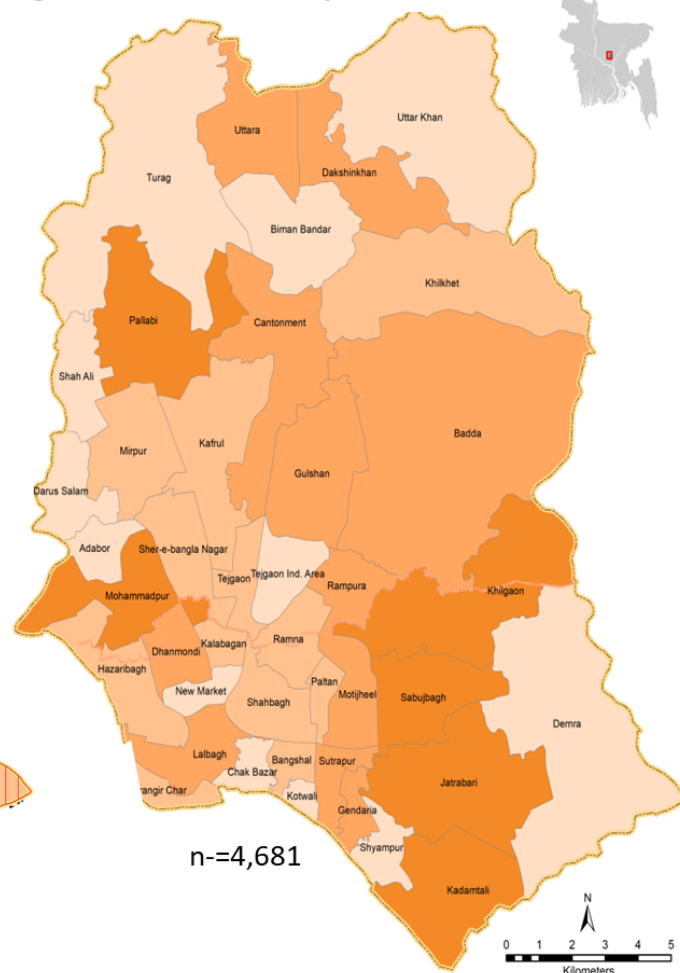 Uttar Khan
Uttara
Dakshinkhan
Turag
Biman Bandar
Khilkhet
Pallabi
Cantonment
Shah Ali
Badda
Kafrul
Mirpur
Gulshan
Darus Salam
Adabor
Sher-e-bangla Nagar
Tejgaon
Tejgaon Ind. Area
Rampura
Khilgaon
Mohammadpur
Ramna
Kalabagan
Dhanmondi
Hazaribagh
Paltan
New Market
Motijheel
Sabujbagh
Shahbagh
Demra
Lalbagh
Bangshal
Sutrapur
Chak Bazar
Jatrabari
rangir Char
Kotwali
Gendaria
Shyampur
n-=4,681
Kadamtali
N
0 1 2 3 4 5
Kilometers